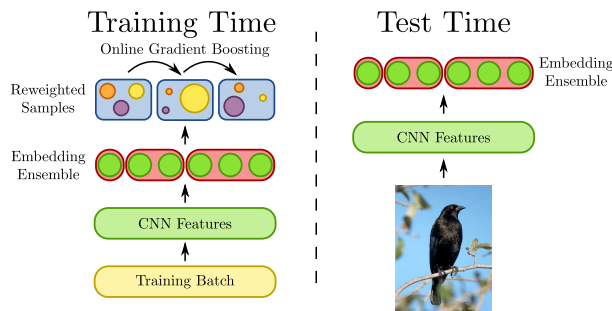 Training Time
Online Gradient Boosting
Reweighted
Samples
Embedding
Ensemble
CNN Features
Training Batch
Test Time
Embedding
Ensemble
CNN Features